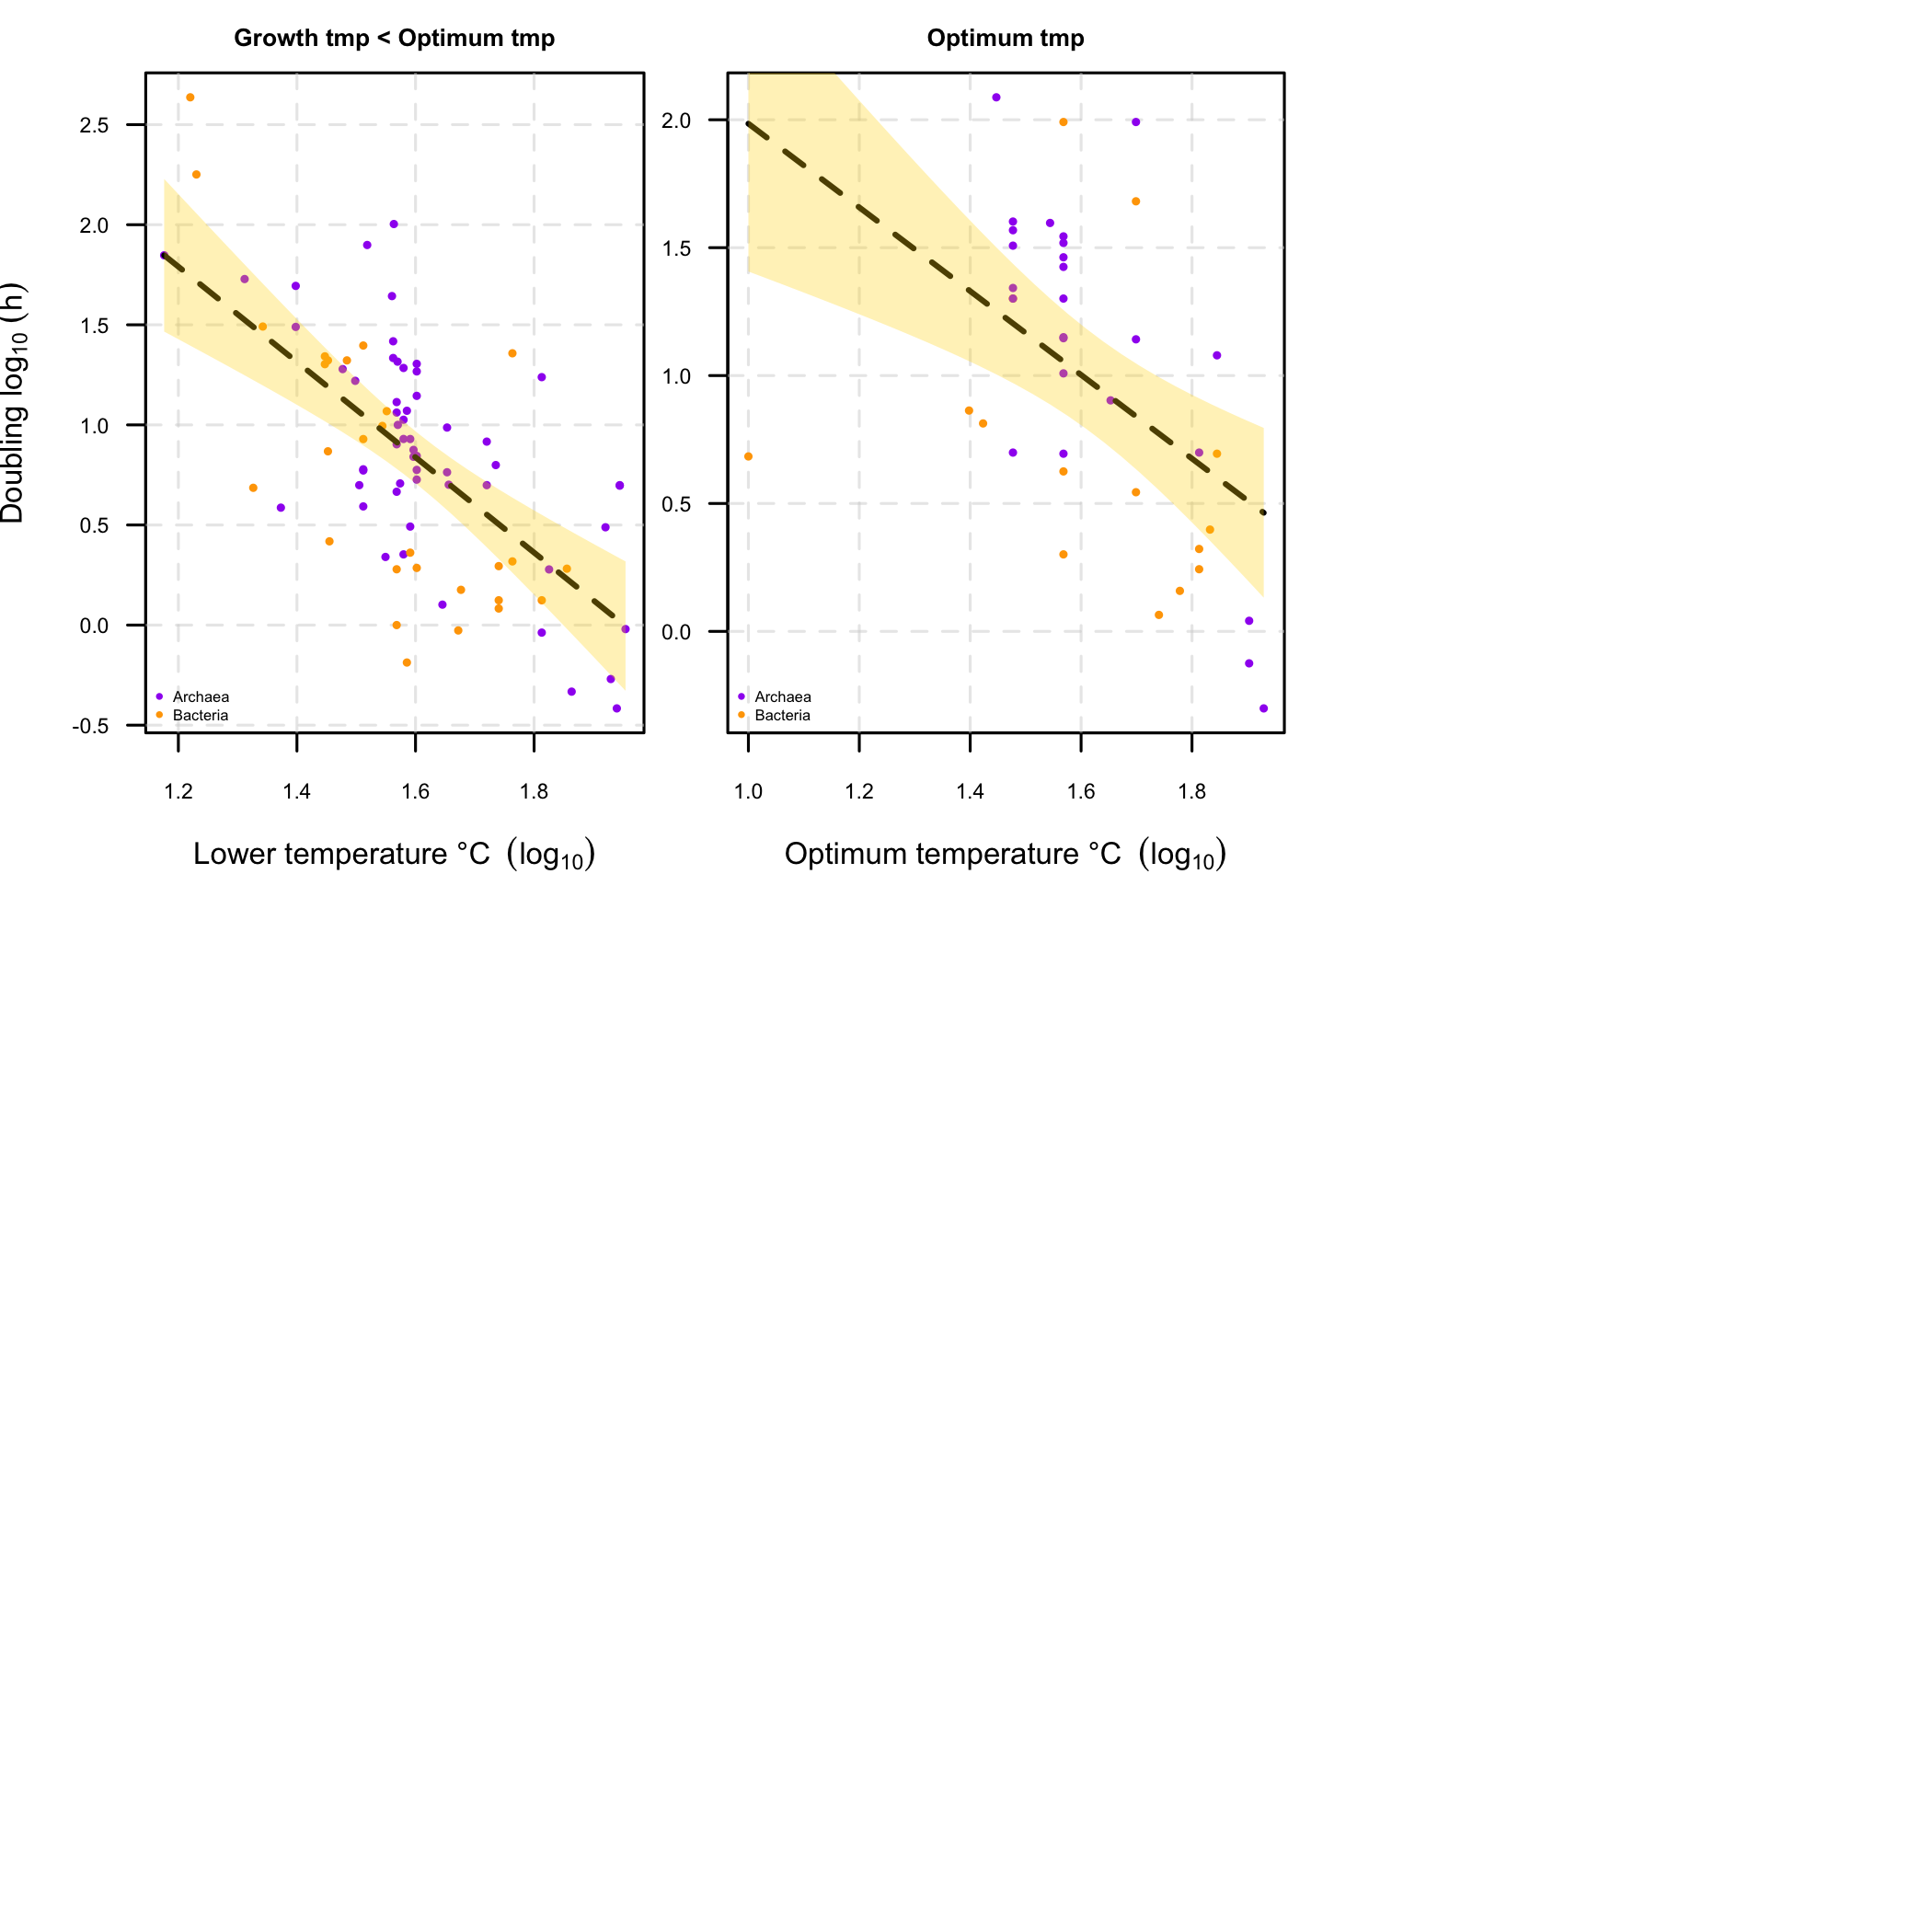 Growth tmp < Optimum tmp
Doubling log10 (h)
2.5
2.0
1.5
1.0
0.5
0.0
-0.5
Archaea
Bacteria
1.2 1.4 1.6 1.8
Lower temperature °C (log10)
Optimum tmp
2.0
1.5
1.0
0.5
0.0
Archaea
Bacteria
1.0 1.2 1.4 1.6 1.8
Optimum temperature °C (log10)